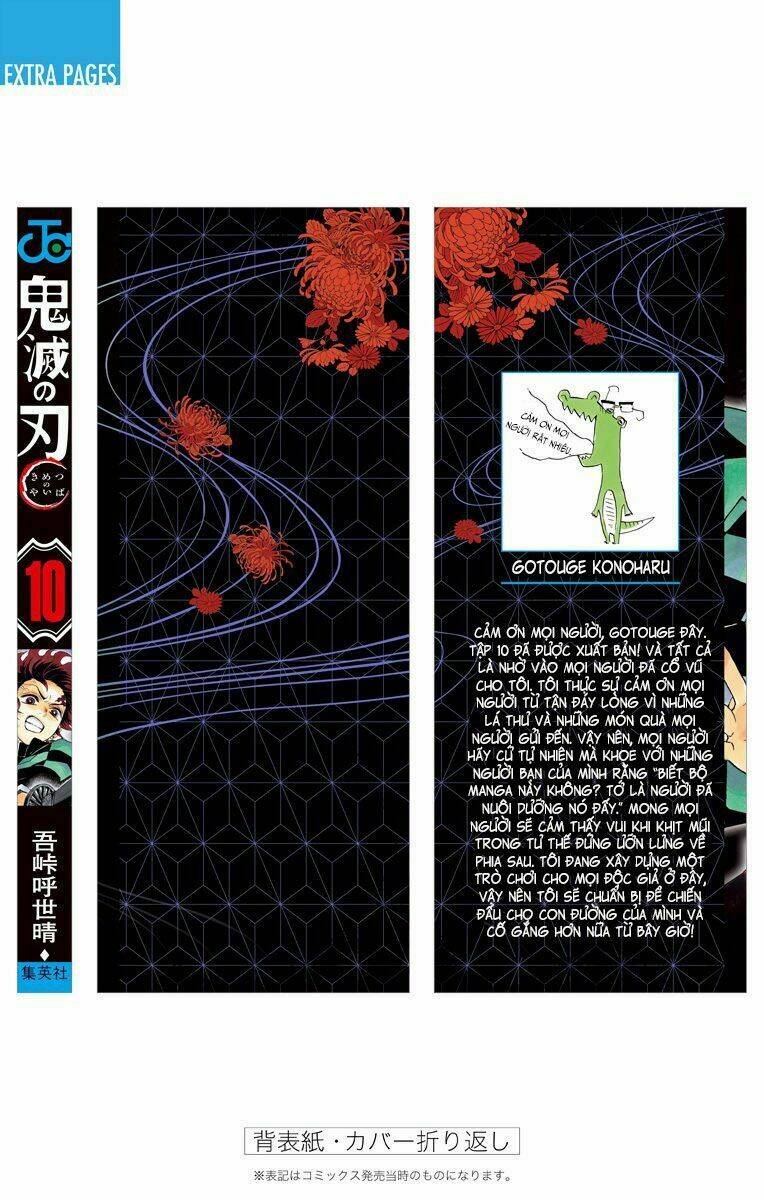 EXTRA PAGES
鬼滅の刃
きめつのやいば
10
吾峠呼世晴
集英社
CẢM ƠN MỌI
NGƯỜI RẤT NHIỀU...
GOTOUGE KONOHARU
CẢM ƠN MỌI NGƯỜI, GOTOUGE ĐÂY.
TẬP 10 ĐÃ ĐƯỢC XUẤT BẢN! VÀ TẤT CẢ
LÀ NHỜ VÀO MỌI NGƯỜI ĐÃ CỔ VŨ
CHO TÔI. TÔI THỰC SỰ CẢM ƠN MỌI
NGƯỜI TỪ TẬN ĐÁY LÒNG VÌ NHỮNG
LÁ THƯ VÀ NHỮNG MÓN QUÀ MỌI
NGƯỜI GỬI ĐẾN. VẬY NÊN, MỌI NGƯỜI
HÃY CỨ TỰ NHIÊN MÀ KHOE VỚI NHỮNG
NGƯỜI BẠN CỦA MÌNH RẰNG "BIẾT BỘ
MANGA NÀY KHÔNG? TỚ LÀ NGƯỜI ĐÃ
NUÔI DƯỠNG NÓ ĐẤY." MONG MỌI
NGƯỜI SẼ CẢM THẤY VUI KHI KHỊT MŨI
TRONG TƯ THẾ ĐỨNG ƯỠN LƯNG VỀ
PHIA SAU. TÔI ĐANG XÂY DỰNG MỘT
TRÒ CHƠI CHO MỌI ĐỘC GIẢ Ở ĐÂY,
VẬY NÊN TÔI SẼ CHUẨN BỊ ĐỂ CHIẾN
ĐẤU CHO CON ĐƯỜNG CỦA MÌNH VÀ
CỐ GẮNG HƠN NỮA TỪ BÂY GIỜ!
背表紙・カバー折り返し
※表記はコミックス発売当時のものになります。